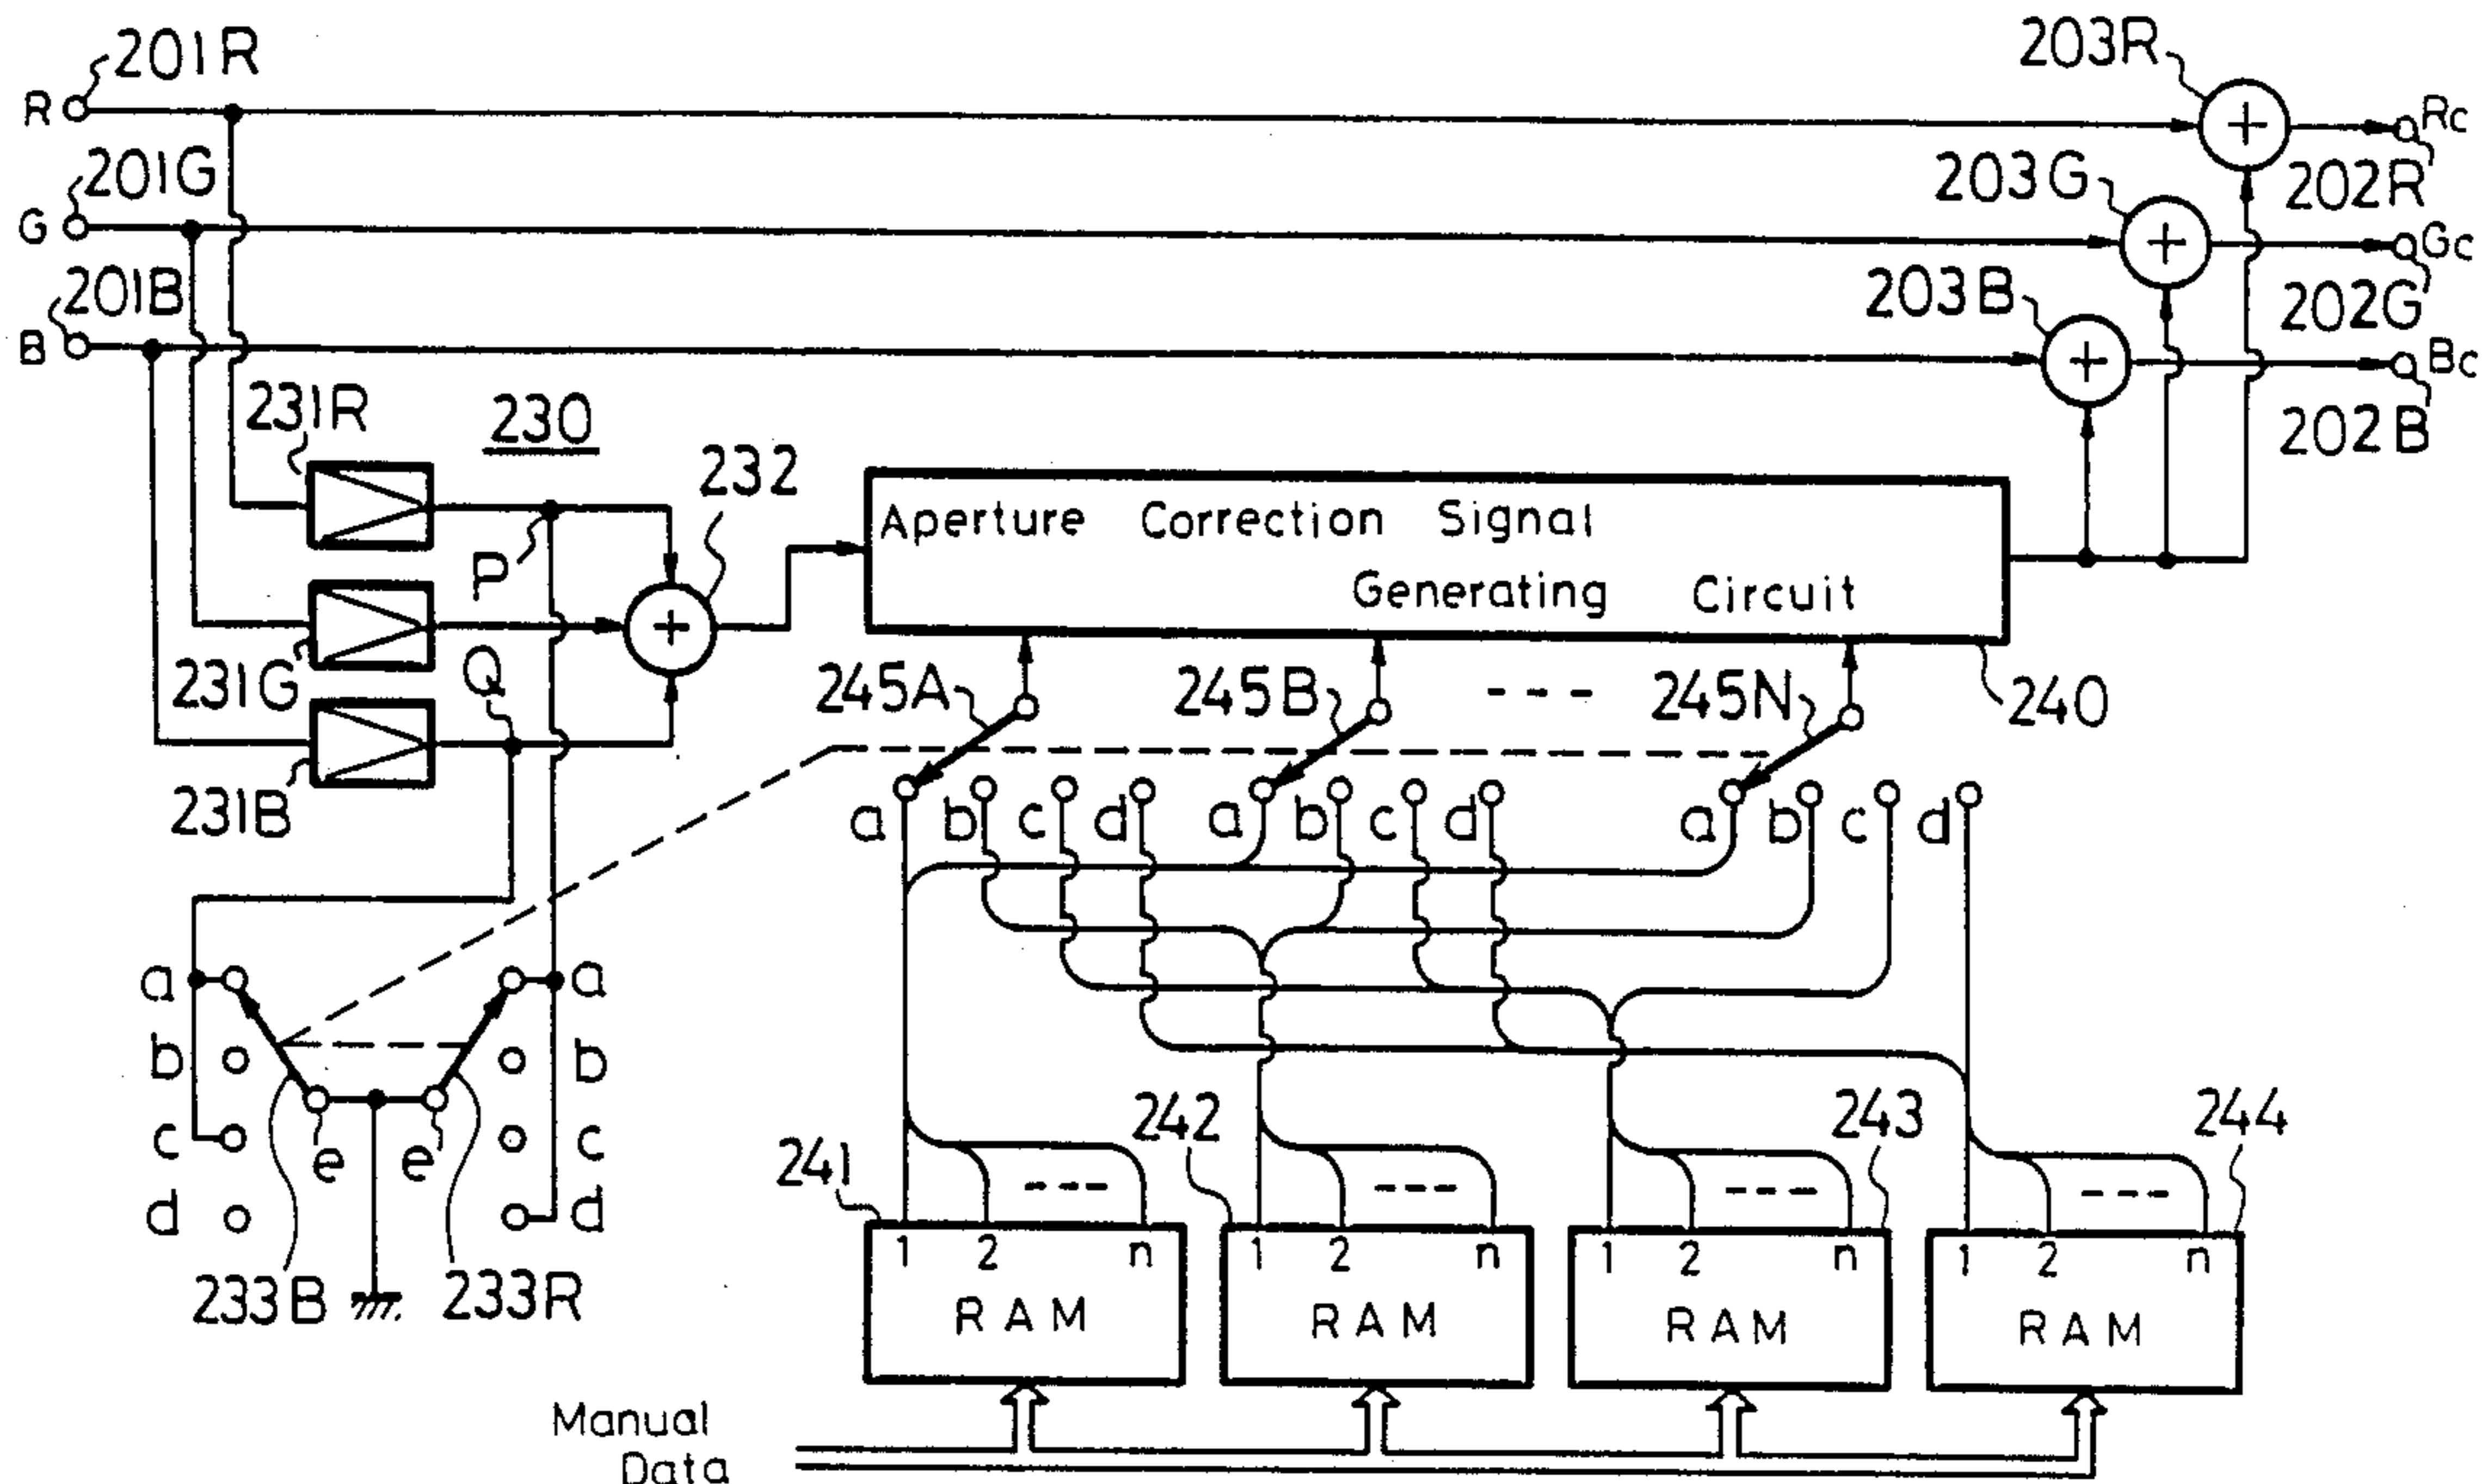 201R
R
203R
Rc
202R
201G
G
203G
Gc
202G
201B
B
203B
Bc
202B
231R
230
232
P
Aperture Correction Signal
Generating Circuit
231G
Q
245A
245B
---
245N
240
231B
a b c d a b c d a b c d
a
a
b
b
c
e
e
c
d
d
233B
233R
241
242
243
244
---
---
---
---
1 2 n
1 2 n
1 2 n
1 2 n
RAM
RAM
RAM
RAM
Manual
Data